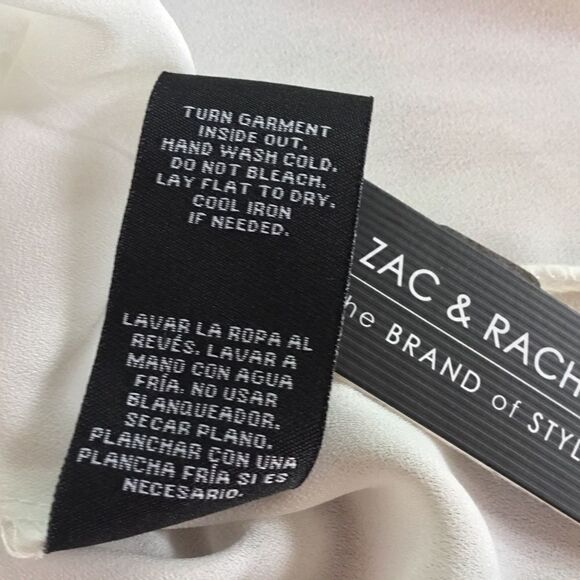 TURN GARMENT
INSIDE OUT.
HAND WASH COLD.
DO NOT BLEACH.
LAY FLAT TO DRY.
COOL IRON
IF NEEDED.
LAVAR LA ROPA AL
REVÉS. LAVAR A
MANO CON AGUA
FRÍA. NO USAR
BLANQUEADOR.
SECAR PLANO.
PLANCHAR CON UNA
PLANCHA FRÍA SI ES
NECESARIO.
ZAC & RACH
he BRAND of STYL